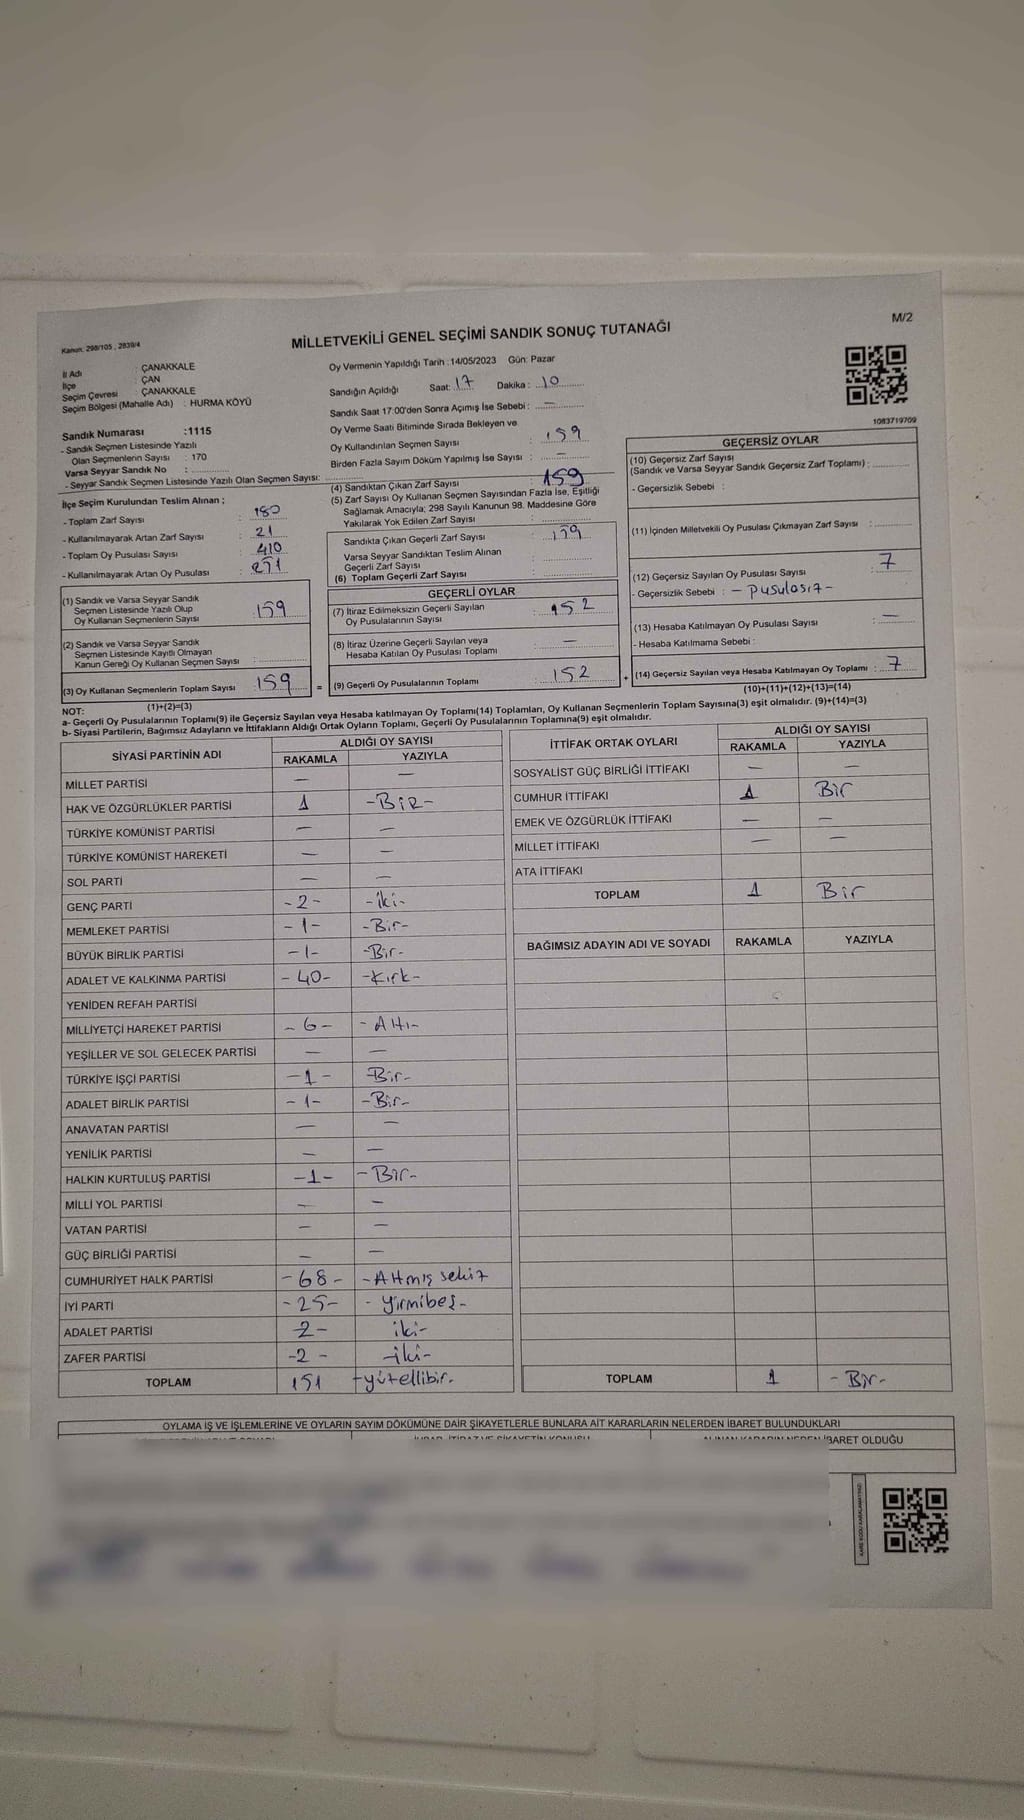 M/2
Kanun: 298/105 , 2839/4
MİLLETVEKİLİ GENEL SEÇİMİ SANDIK SONUÇ TUTANAĞI
İl Adı : ÇANAKKALE
İlçe : ÇAN
Seçim Çevresi : ÇANAKKALE
Seçim Bölgesi (Mahalle Adı) : HURMA KÖYÜ
Sandık Numarası :1115
- Sandık Seçmen Listesinde Yazılı
Olan Seçmenlerin Sayısı : 170
Varsa Seyyar Sandık No :
- Seyyar Sandık Seçmen Listesinde Yazılı Olan Seçmen Sayısı:
Oy Vermenin Yapıldığı Tarih :14/05/2023 Gün: Pazar
Sandığın Açıldığı Saat: 17 Dakika : 10
Sandık Saat 17:00'den Sonra Açımış İse Sebebi : —
Oy Verme Saati Bitiminde Sırada Bekleyen ve
Oy Kullandırılan Seçmen Sayısı : 159
Birden Fazla Sayım Döküm Yapılmış İse Sayısı : —
1083719709
İlçe Seçim Kurulundan Teslim Alınan ;
- Toplam Zarf Sayısı : 180
- Kullanılmayarak Artan Zarf Sayısı : 21
- Toplam Oy Pusulası Sayısı : 410
- Kullanılmayarak Artan Oy Pusulası : 251
(1) Sandık ve Varsa Seyyar Sandık
Seçmen Listesinde Yazılı Olup
Oy Kullanan Seçmenlerin Sayısı : 159
(2) Sandık ve Varsa Seyyar Sandık
Seçmen Listesinde Kayıtlı Olmayan
Kanun Gereği Oy Kullanan Seçmen Sayısı :
(3) Oy Kullanan Seçmenlerin Toplam Sayısı : 159 =
(1)+(2)=(3)
(4) Sandıktan Çıkan Zarf Sayısı : 159
(5) Zarf Sayısı Oy Kullanan Seçmen Sayısından Fazla İse, Eşitliği
Sağlamak Amacıyla; 298 Sayılı Kanunun 98. Maddesine Göre
Yakılarak Yok Edilen Zarf Sayısı :
Sandıkta Çıkan Geçerli Zarf Sayısı : 159
Varsa Seyyar Sandıktan Teslim Alınan
Geçerli Zarf Sayısı :
(6) Toplam Geçerli Zarf Sayısı :
GEÇERLİ OYLAR
(7) İtiraz Edilmeksizin Geçerli Sayılan
Oy Pusulalarının Sayısı : 152
(8) İtiraz Üzerine Geçerli Sayılan veya
Hesaba Katılan Oy Pusulası Toplamı : —
(9) Geçerli Oy Pusulalarının Toplamı : 152 +
GEÇERSİZ OYLAR
(10) Geçersiz Zarf Sayısı
(Sandık ve Varsa Seyyar Sandık Geçersiz Zarf Toplamı) :
- Geçersizlik Sebebi :
(11) İçinden Milletvekili Oy Pusulası Çıkmayan Zarf Sayısı :
(12) Geçersiz Sayılan Oy Pusulası Sayısı : 7
- Geçersizlik Sebebi : - pusulasız -
(13) Hesaba Katılmayan Oy Pusulası Sayısı : —
- Hesaba Katılmama Sebebi :
(14) Geçersiz Sayılan veya Hesaba Katılmayan Oy Toplamı : 7
(10)+(11)+(12)+(13)=(14)
NOT:
a- Geçerli Oy Pusulalarının Toplamı(9) ile Geçersiz Sayılan veya Hesaba katılmayan Oy Toplamı(14) Toplamları, Oy Kullanan Seçmenlerin Toplam Sayısına(3) eşit olmalıdır. (9)+(14)=(3)
b- Siyasi Partilerin, Bağımsız Adayların ve İttifakların Aldığı Ortak Oyların Toplamı, Geçerli Oy Pusulalarının Toplamına(9) eşit olmalıdır.
SİYASİ PARTİNİN ADI ALDIĞI OY SAYISI
RAKAMLA YAZIYLA
MİLLET PARTİSİ — —
HAK VE ÖZGÜRLÜKLER PARTİSİ 1 -BİR-
TÜRKİYE KOMÜNİST PARTİSİ — —
TÜRKİYE KOMÜNİST HAREKETİ — —
SOL PARTİ — —
GENÇ PARTİ -2- -iki-
MEMLEKET PARTİSİ -1- -Bir-
BÜYÜK BİRLİK PARTİSİ -1- -Bir-
ADALET VE KALKINMA PARTİSİ -40- -Kırk-
YENİDEN REFAH PARTİSİ
MİLLİYETÇİ HAREKET PARTİSİ -6- -Altı-
YEŞİLLER VE SOL GELECEK PARTİSİ — —
TÜRKİYE İŞÇİ PARTİSİ -1- -Bir-
ADALET BİRLİK PARTİSİ -1- -Bir-
ANAVATAN PARTİSİ — —
YENİLİK PARTİSİ — —
HALKIN KURTULUŞ PARTİSİ -1- -Bir-
MİLLİ YOL PARTİSİ — —
VATAN PARTİSİ — —
GÜÇ BİRLİĞİ PARTİSİ — —
CUMHURİYET HALK PARTİSİ -68- -Altmış sekiz
İYİ PARTİ -25- -yirmibeş-
ADALET PARTİSİ 2- iki-
ZAFER PARTİSİ -2- -iki-
TOPLAM 151 -yüzellibir-
İTTİFAK ORTAK OYLARI ALDIĞI OY SAYISI
RAKAMLA YAZIYLA
SOSYALİST GÜÇ BİRLİĞİ İTTİFAKI — —
CUMHUR İTTİFAKI 1 Bir
EMEK VE ÖZGÜRLÜK İTTİFAKI — —
MİLLET İTTİFAKI — —
ATA İTTİFAKI
TOPLAM 1 Bir
BAĞIMSIZ ADAYIN ADI VE SOYADI RAKAMLA YAZIYLA
TOPLAM 1 -Bir-
OYLAMA İŞ VE İŞLEMLERİNE VE OYLARIN SAYIM DÖKÜMÜNE DAİR ŞİKAYETLERLE BUNLARA AİT KARARLARIN NELERDEN İBARET BULUNDUKLARI
İBARET OLDUĞU